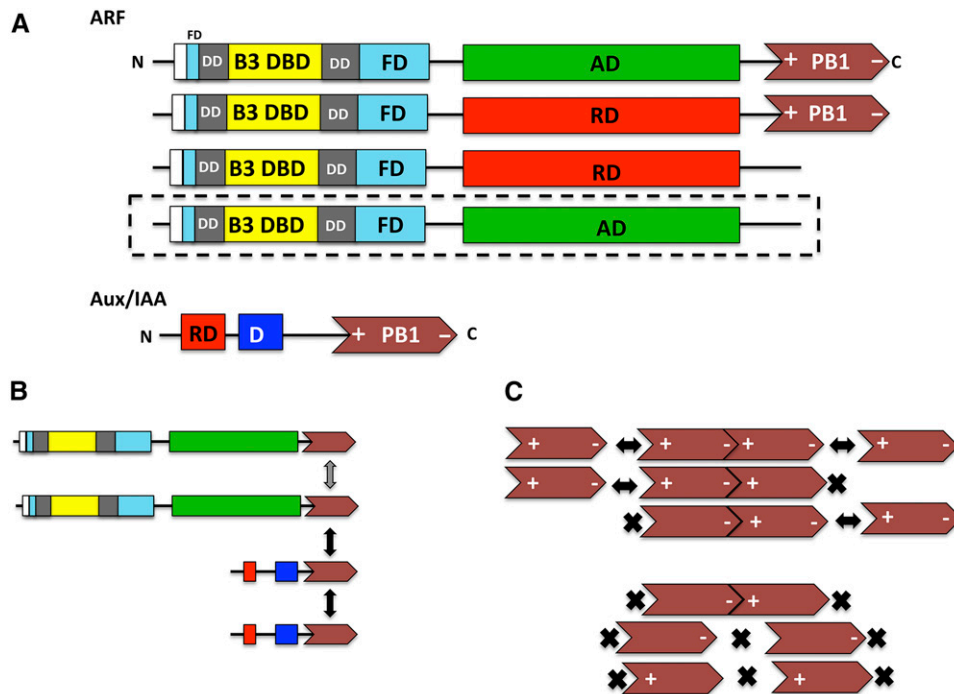 A
ARF
FD
N DD B3 DBD DD FD AD + PB1 - C
DD B3 DBD DD FD RD + PB1 -
DD B3 DBD DD FD RD
DD B3 DBD DD FD AD
Aux/IAA
N RD D + PB1 - C
B
C
+ - + - + - + -
+ - + - +
- + - + -
- +
- -
+ +